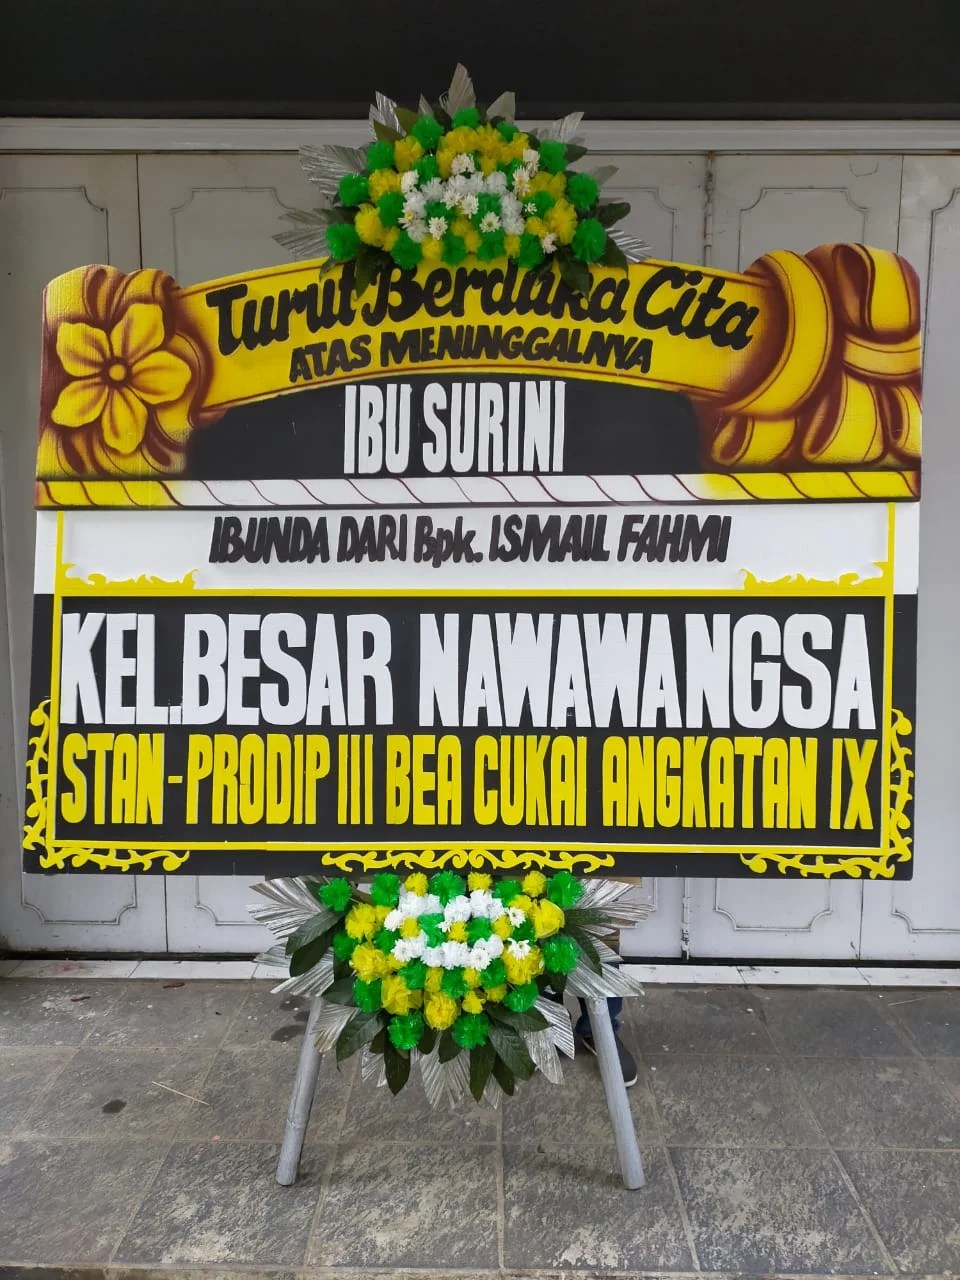 Turut Berduka Cita
ATAS MENINGGALNYA
IBU SURINI
IBUNDA DARI Bpk. ISMAIL FAHMI
KEL.BESAR NAWAWANGSA
STAN-PRODIP III BEA CUKAI ANGKATAN IX